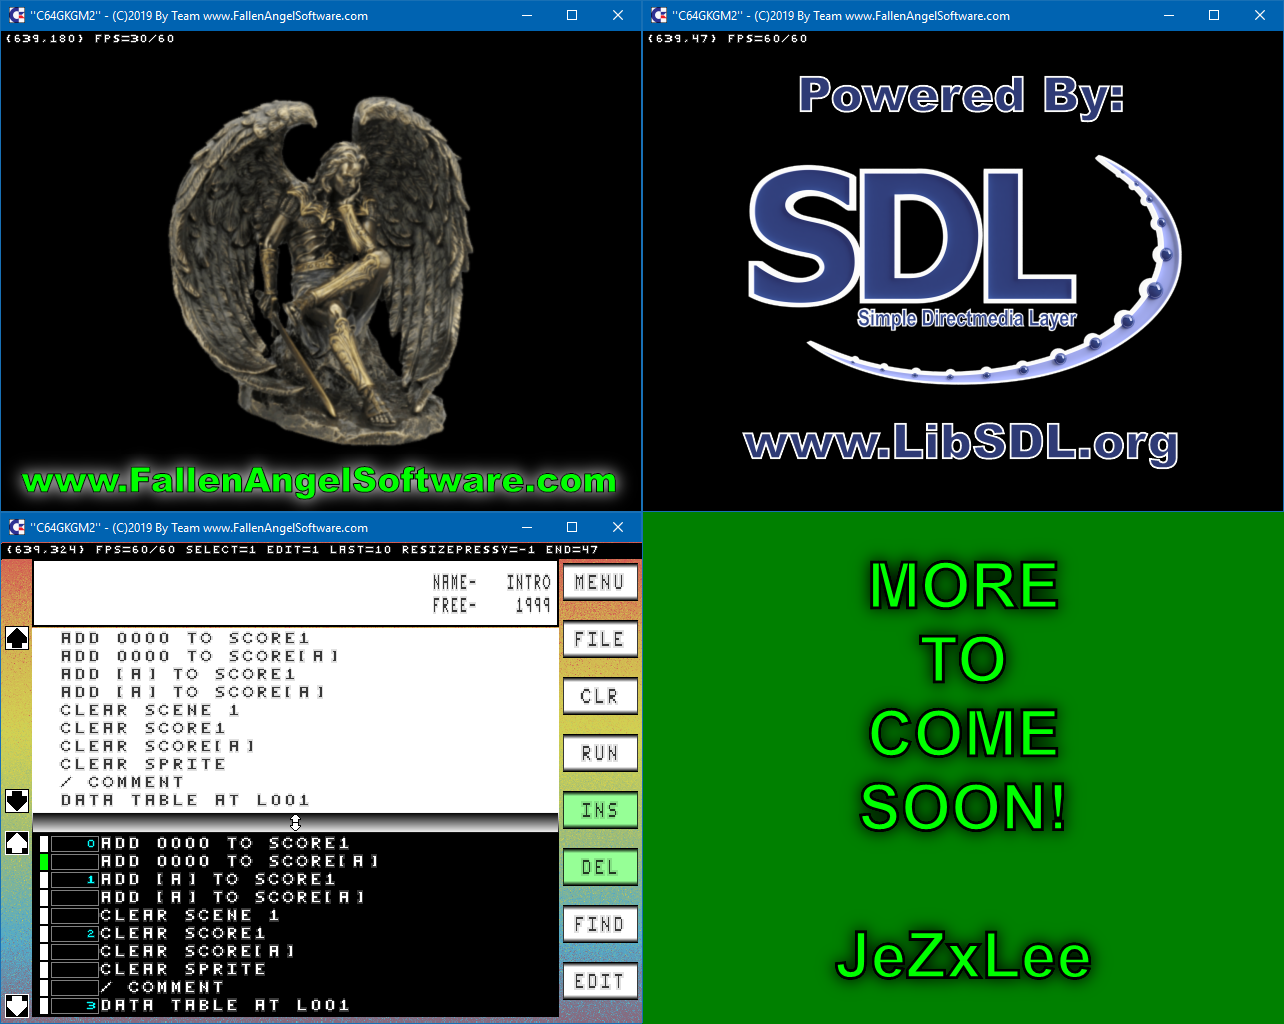 "C64GKGM2" - (C)2019 By Team www.FallenAngelSoftware.com
(639,180) FPS=30/60
www.FallenAngelSoftware.com
"C64GKGM2" - (C)2019 By Team www.FallenAngelSoftware.com
(639,47) FPS=60/60
Powered By:
SDL
Simple Directmedia Layer
www.LibSDL.org
"C64GKGM2" - (C)2019 By Team www.FallenAngelSoftware.com
(639,324) FPS=60/60 SELECT=1 EDIT=1 LAST=10 RESIZEPRESSY=-1 END=47
NAME- INTRO
FREE- 1999
ADD 0000 TO SCORE1
ADD 0000 TO SCORE[A]
ADD [A] TO SCORE1
ADD [A] TO SCORE[A]
CLEAR SCENE 1
CLEAR SCORE1
CLEAR SCORE[A]
CLEAR SPRITE
/ COMMENT
DATA TABLE AT L001
0 ADD 0000 TO SCORE1
ADD 0000 TO SCORE[A]
1 ADD [A] TO SCORE1
ADD [A] TO SCORE[A]
CLEAR SCENE 1
2 CLEAR SCORE1
CLEAR SCORE[A]
CLEAR SPRITE
/ COMMENT
3 DATA TABLE AT L001
MENU
FILE
CLR
RUN
INS
DEL
FIND
EDIT
MORE
TO
COME
SOON!
JeZxLee